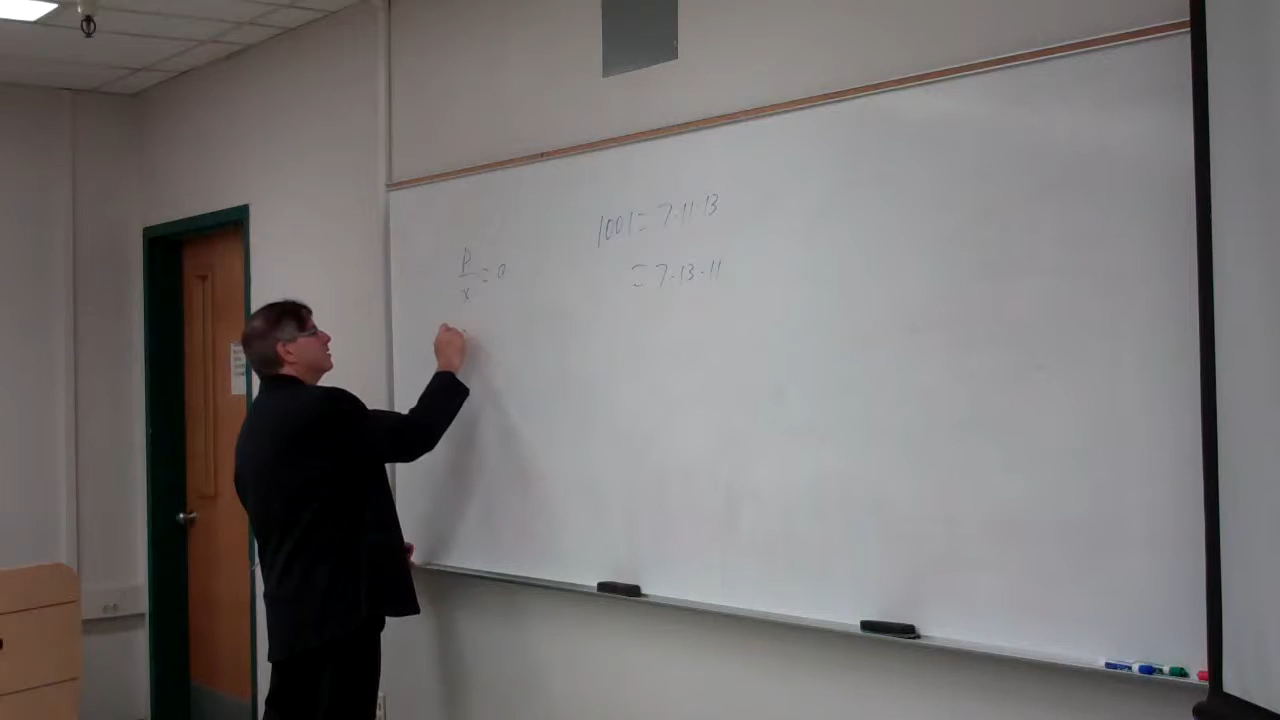 1001 = 7·11·13
= 7·13·11
p/x = 0